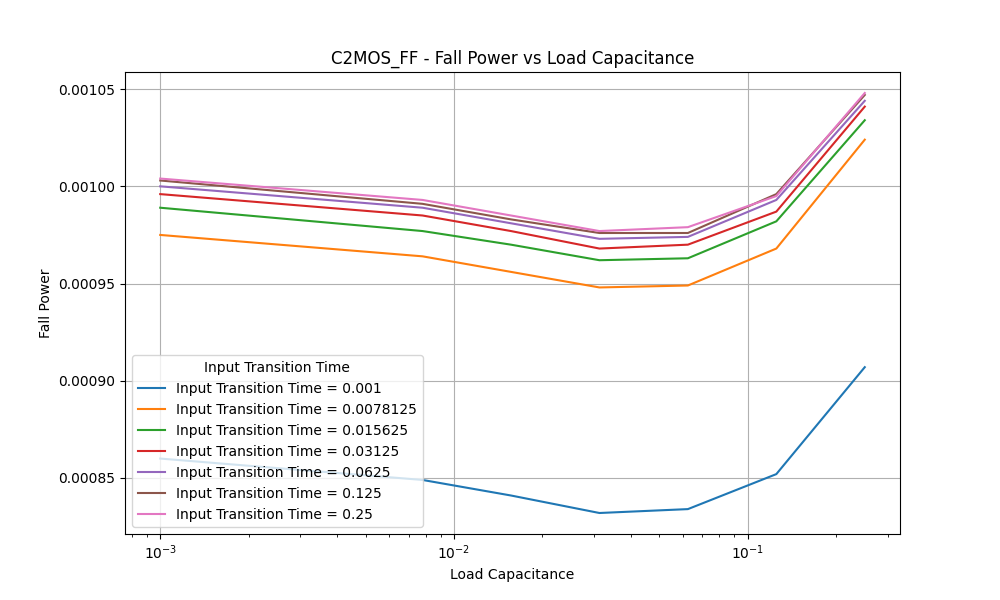 C2MOS_FF - Fall Power vs Load Capacitance
Fall Power
0.00105
0.00100
0.00095
0.00090
0.00085
Input Transition Time
Input Transition Time = 0.001
Input Transition Time = 0.0078125
Input Transition Time = 0.015625
Input Transition Time = 0.03125
Input Transition Time = 0.0625
Input Transition Time = 0.125
Input Transition Time = 0.25
10⁻³ 10⁻² 10⁻¹
Load Capacitance